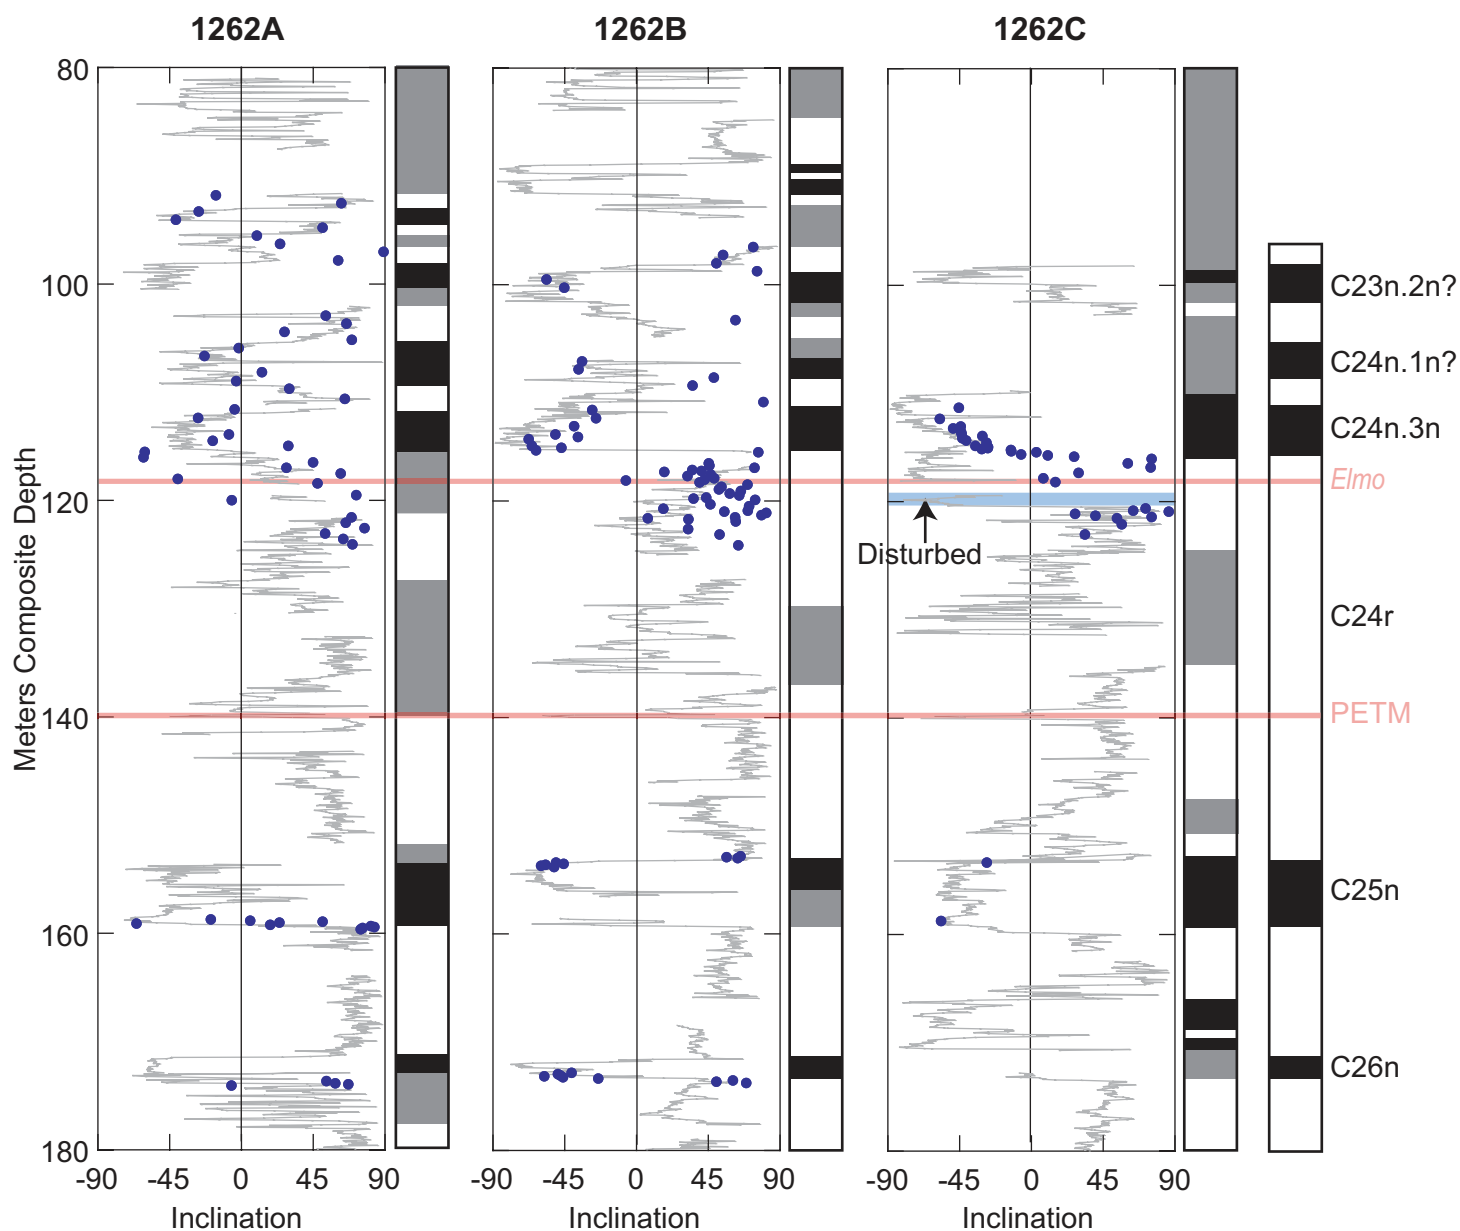 1262A 1262B 1262C
80
100
120
140
160
180
Meters Composite Depth
C23n.2n?
C24n.1n?
C24n.3n
Elmo
Disturbed
C24r
PETM
C25n
C26n
-90 -45 0 45 90 -90 -45 0 45 90 -90 -45 0 45 90
Inclination Inclination Inclination